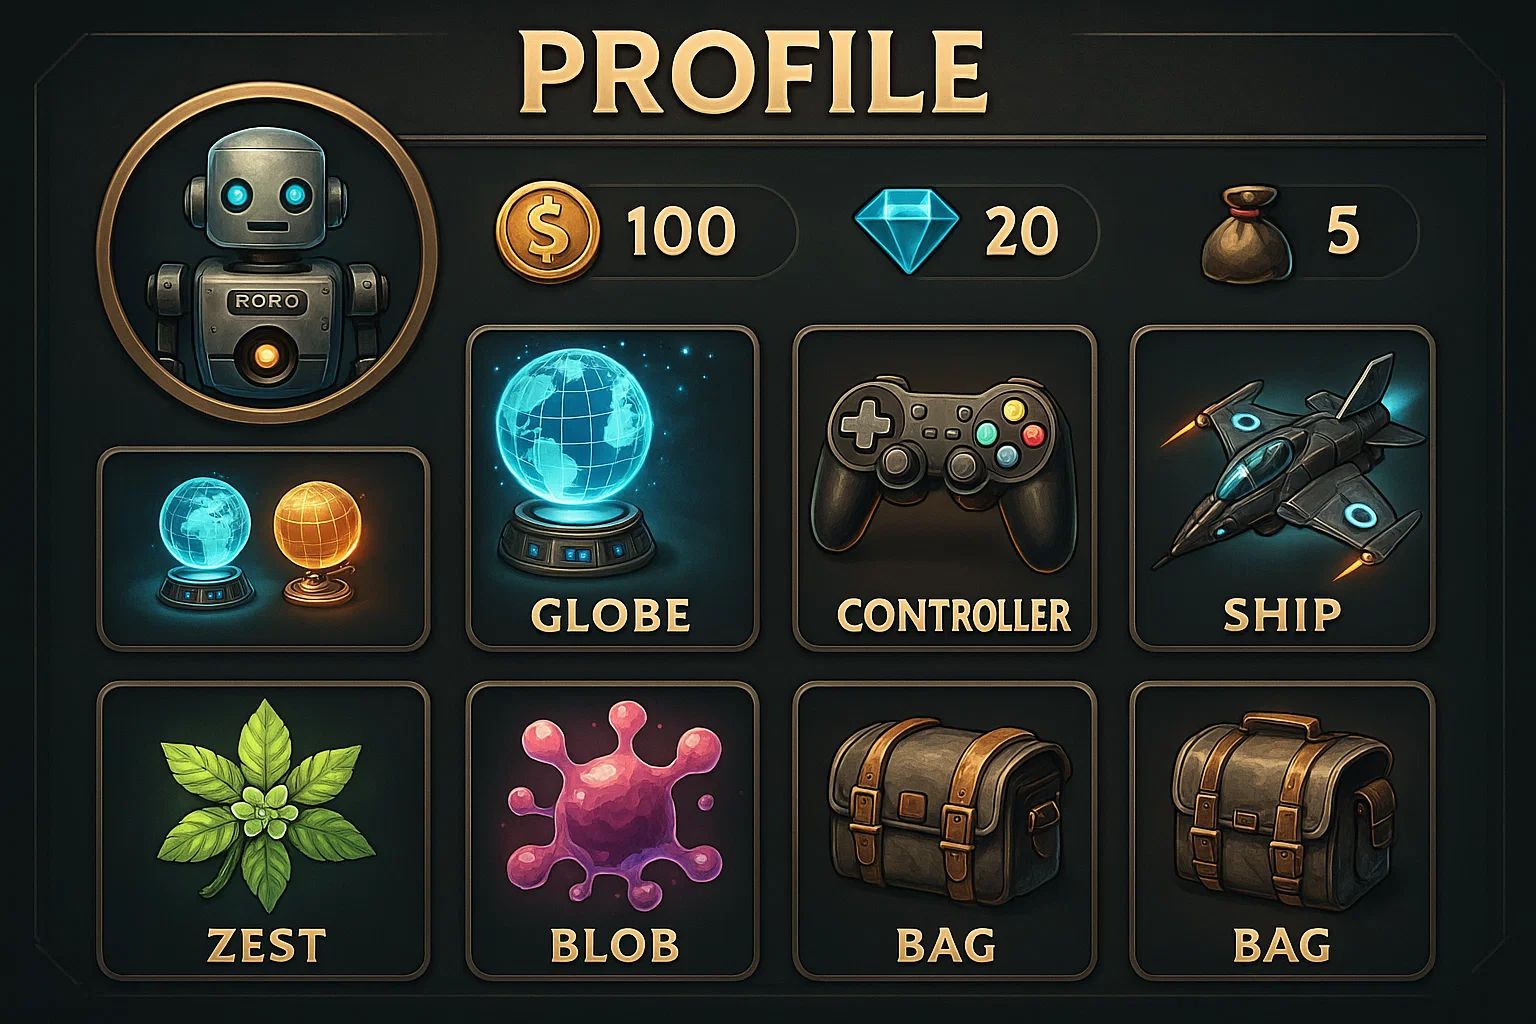 PROFILE
$ 100
20
5
RORO
GLOBE
CONTROLLER
SHIP
ZEST
BLOB
BAG
BAG